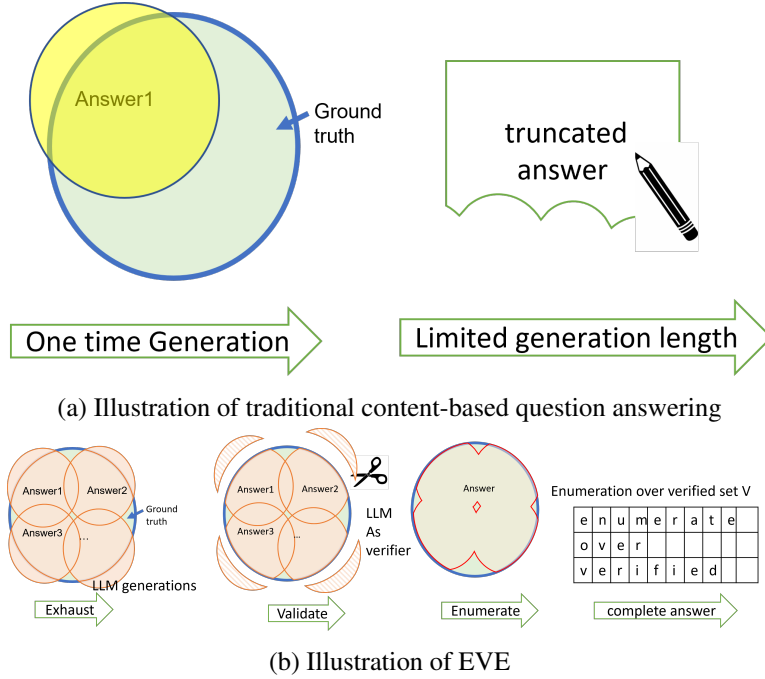 Answer1
Ground
truth
truncated
answer
One time Generation
Limited generation length
(a) Illustration of traditional content-based question answering
Answer1
Answer2
Ground
truth
Answer3
...
LLM generations
Exhaust
Answer1
Answer2
Answer3
...
LLM
As
verifier
Validate
Answer
Enumerate
Enumeration over verified set V
e n u m e r a t e
o v e r
v e r i f i e d
complete answer
(b) Illustration of EVE